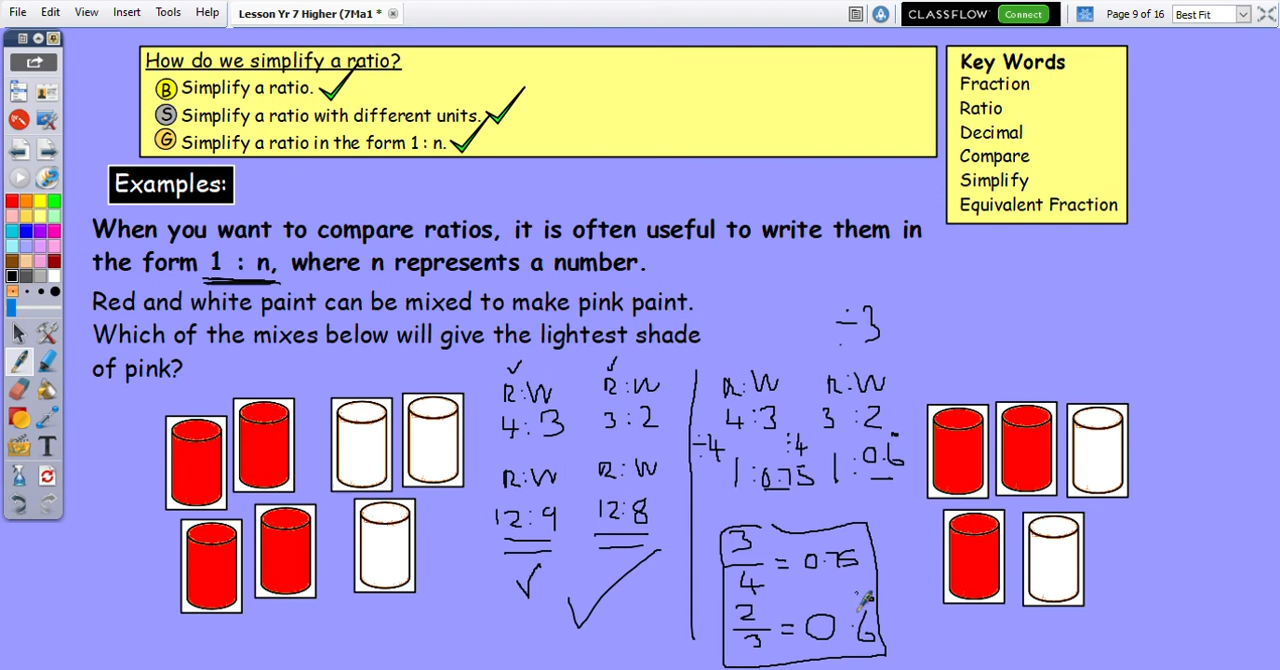 File Edit View Insert Tools Help Lesson Yr 7 Higher (7Ma1 * CLASSFLOW Connect Page 9 of 16 Best Fit
How do we simplify a ratio?
B Simplify a ratio.
S Simplify a ratio with different units.
G Simplify a ratio in the form 1 : n.
Key Words
Fraction
Ratio
Decimal
Compare
Simplify
Equivalent Fraction
Examples:
When you want to compare ratios, it is often useful to write them in
the form 1 : n, where n represents a number.
Red and white paint can be mixed to make pink paint.
Which of the mixes below will give the lightest shade
of pink?
R:W R:W
4:3 3:2
R:W R:W
12:9 12:8
÷3
R:W R:W
4:3 3:2
÷4 ÷4
1:0.75 1:0.6̇
3/4 = 0.75
2/3 = 0.6
T